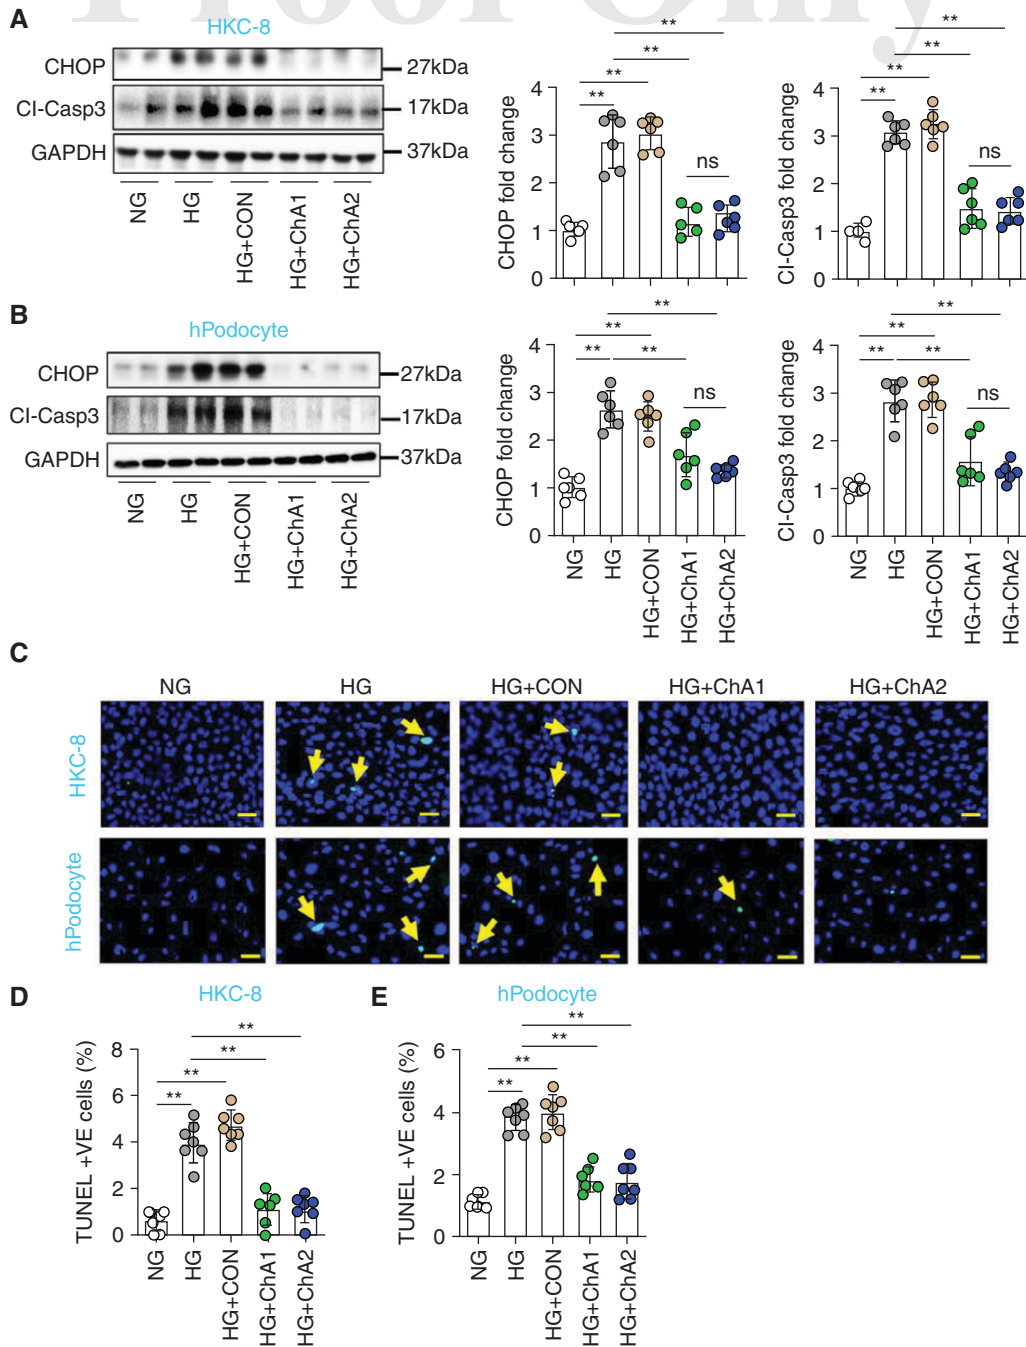 Proof Only
A
HKC-8
CHOP
27kDa
CI-Casp3
17kDa
GAPDH
37kDa
NG
HG
HG+CON
HG+ChA1
HG+ChA2
**
**
**
**
ns
CHOP fold change
4
3
2
1
0
**
**
**
**
ns
CI-Casp3 fold change
4
3
2
1
0
B
hPodocyte
CHOP
27kDa
CI-Casp3
17kDa
GAPDH
37kDa
NG
HG
HG+CON
HG+ChA1
HG+ChA2
**
**
** **
ns
CHOP fold change
4
3
2
1
0
NG
HG
HG+CON
HG+ChA1
HG+ChA2
**
**
** **
ns
CI-Casp3 fold change
4
3
2
1
0
NG
HG
HG+CON
HG+ChA1
HG+ChA2
C
NG HG HG+CON HG+ChA1 HG+ChA2
HKC-8
hPodocyte
D
HKC-8
**
**
**
**
TUNEL +VE cells (%)
8
6
4
2
0
NG
HG
HG+CON
HG+ChA1
HG+ChA2
E
hPodocyte
**
**
**
**
TUNEL +VE cells (%)
6
4
2
0
NG
HG
HG+CON
HG+ChA1
HG+ChA2